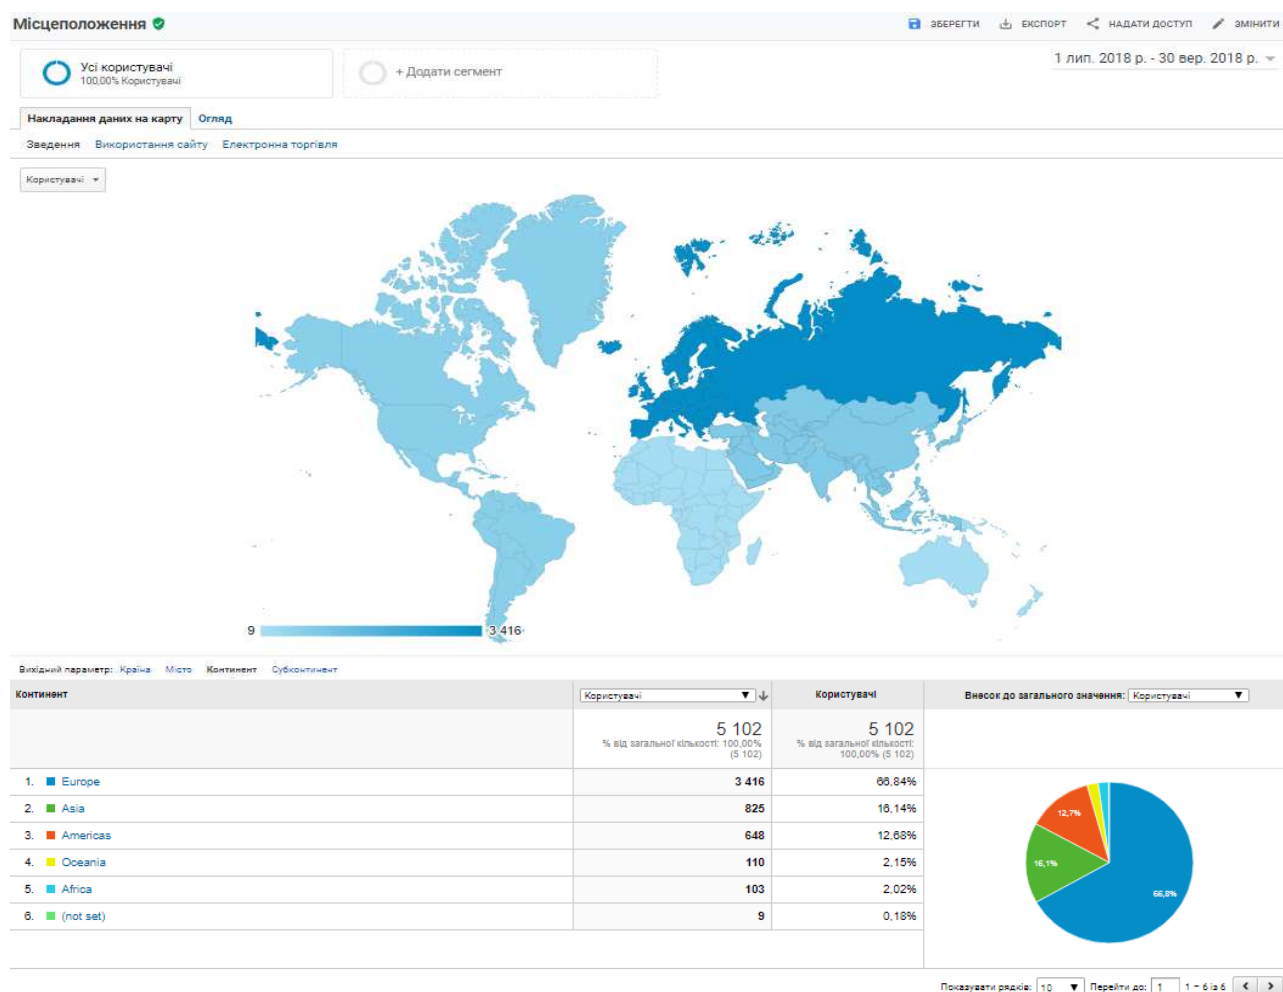 Місцеположення
ЗБЕРЕГТИ ЕКСПОРТ НАДАТИ ДОСТУП ЗМІНИТИ
Усі користувачі
100,00% Користувачі
+ Додати сегмент
1 лип. 2018 р. - 30 вер. 2018 р.
Накладання даних на карту Огляд
Зведення Використання сайту Електронна торгівля
Користувачі
9 3 416
Вихідний параметр: Країна Місто Континент Субконтинент
Континент Користувачі Користувачі Внесок до загального значення: Користувачі
5 102 5 102
% від загальної кількості: 100,00% % від загальної кількості:
(5 102) 100,00% (5 102)
1. Europe 3 416 66,84%
2. Asia 825 16,14%
3. Americas 648 12,68%
4. Oceania 110 2,15%
5. Africa 103 2,02%
6. (not set) 9 0,18%
12,7%
16,1%
66,8%
Показувати рядків: 10 Перейти до: 1 1 – 6 із 6